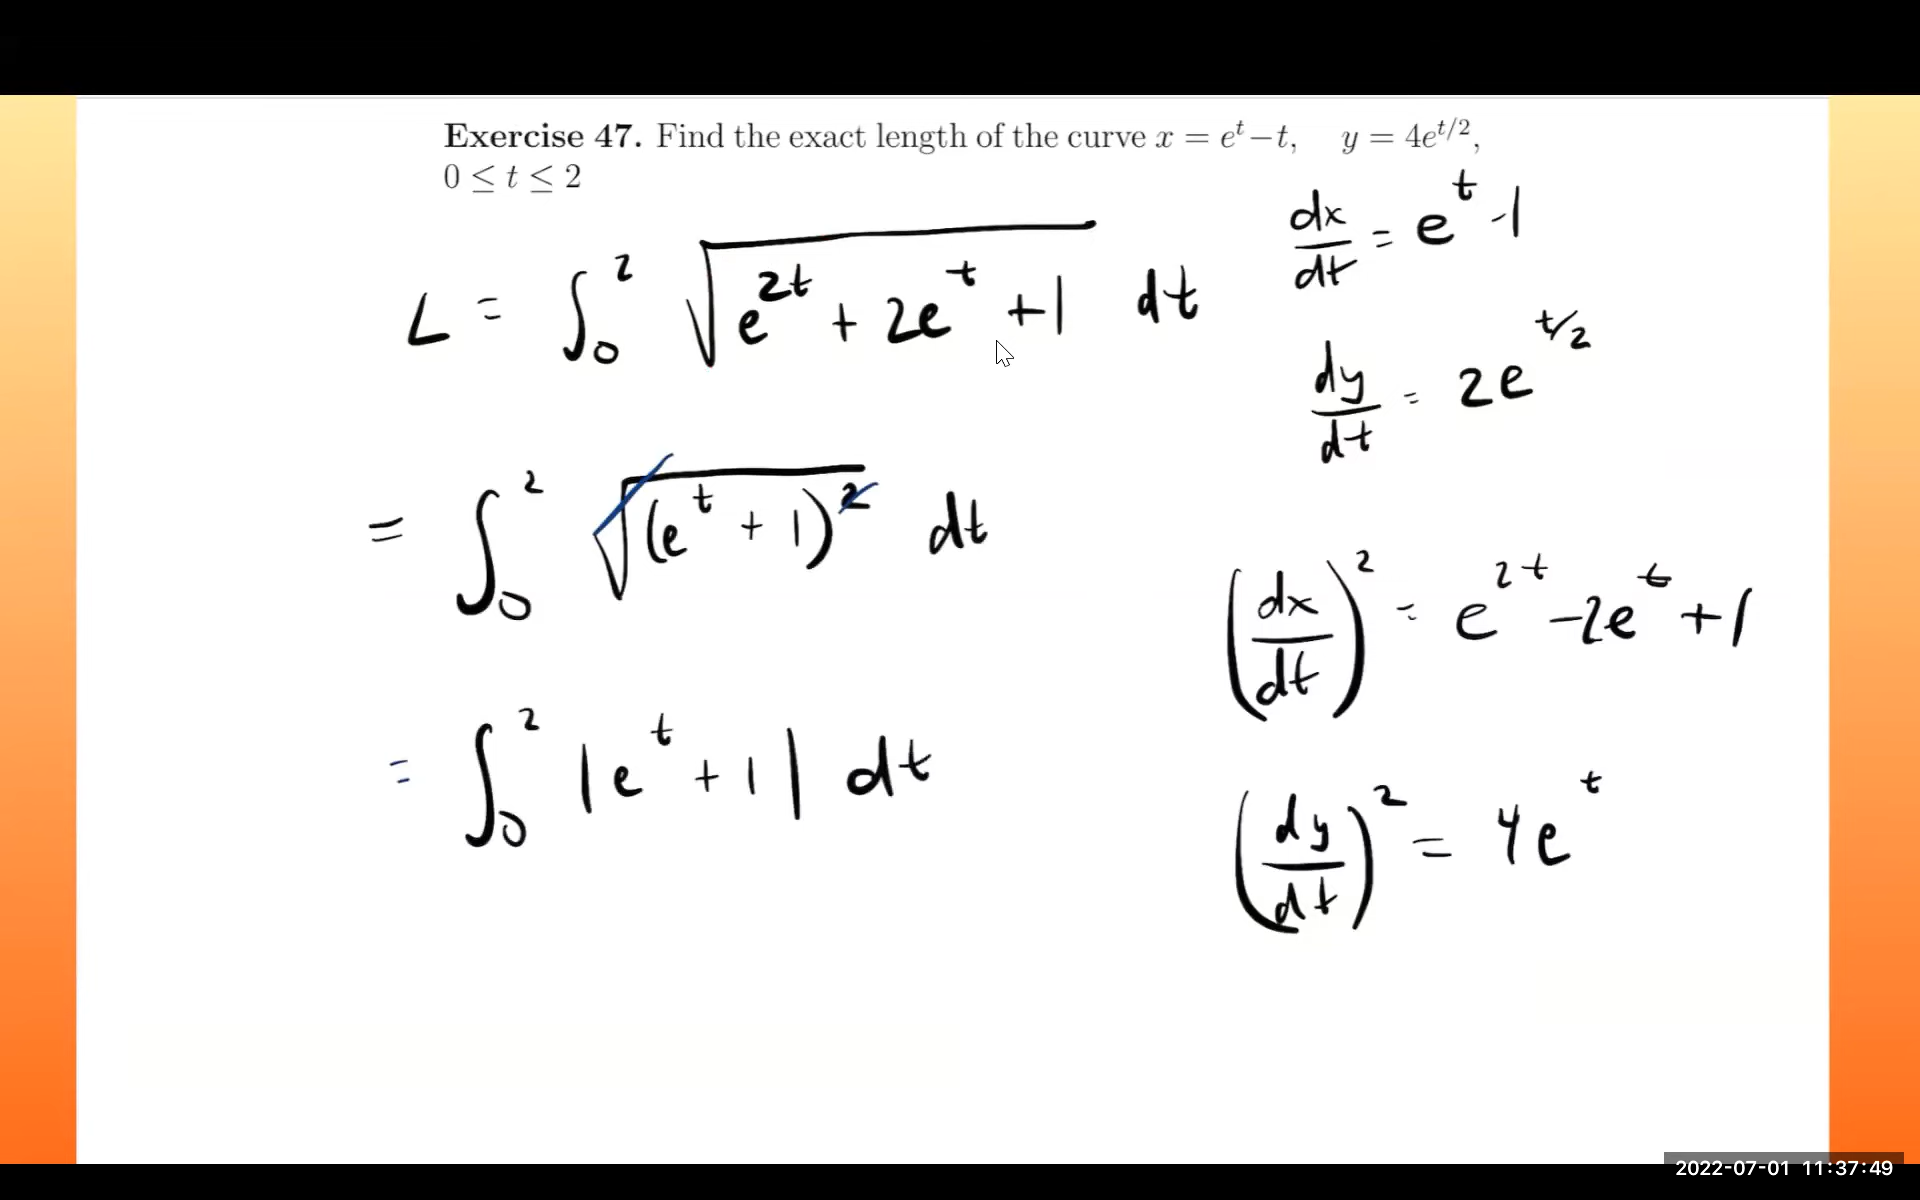 Exercise 47. Find the exact length of the curve x = e^t − t, y = 4e^{t/2},
0 ≤ t ≤ 2
L = ∫_0^2 √(e^{2t} + 2e^t + 1) dt
= ∫_0^2 √((e^t + 1)^2) dt
= ∫_0^2 |e^t + 1| dt
dx/dt = e^t - 1
dy/dt = 2e^{t/2}
(dx/dt)^2 = e^{2t} - 2e^t + 1
(dy/dt)^2 = 4e^t
2022-07-01 11:37:49